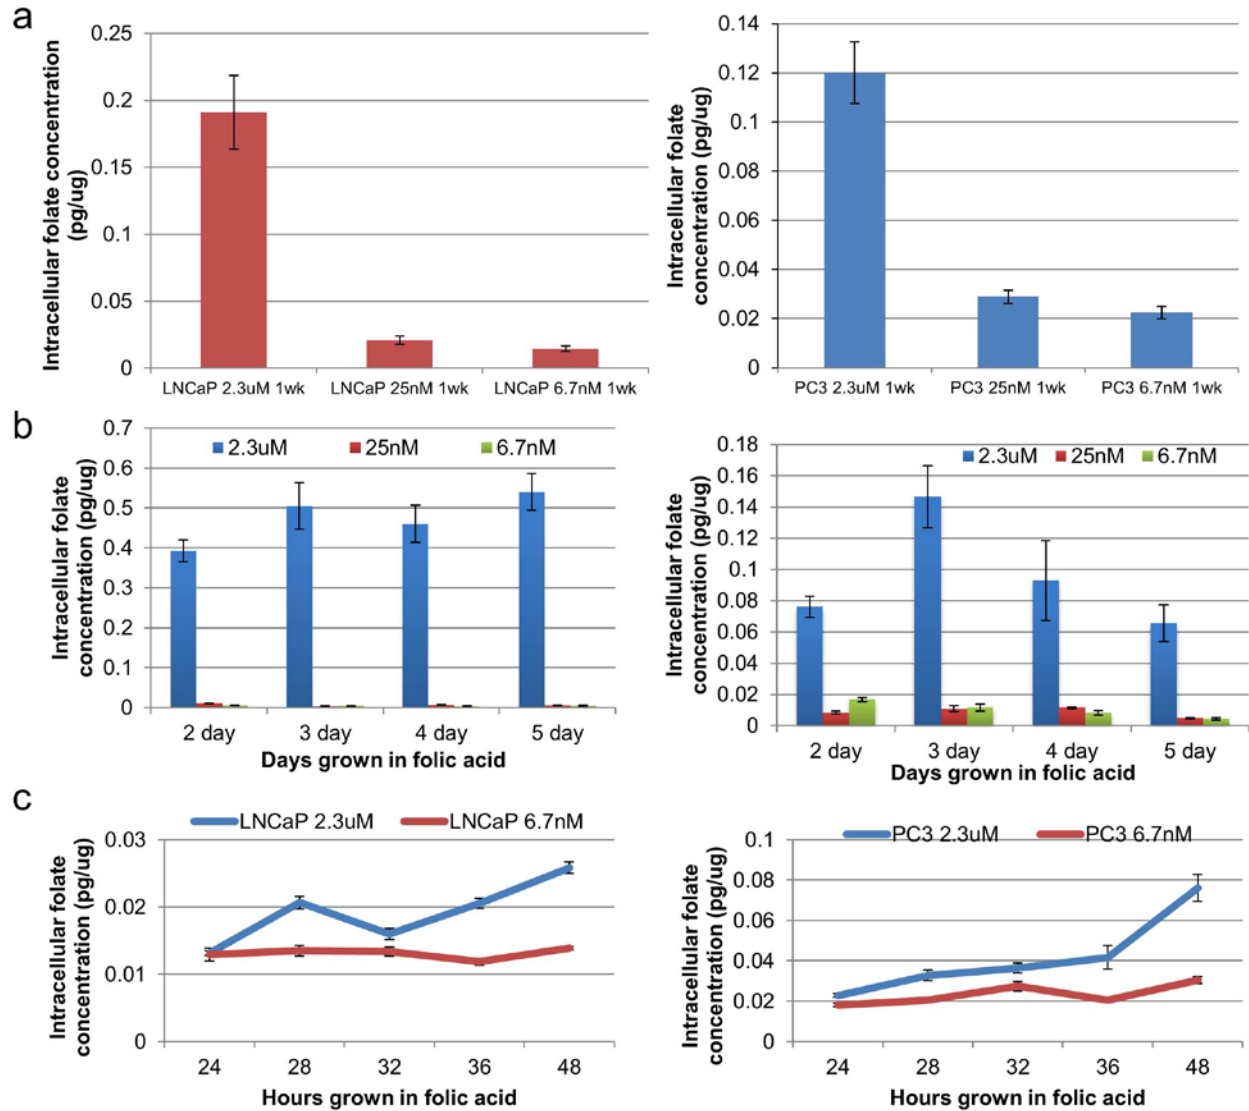 a
Intracellular folate concentration
(pg/ug)
0.25
0.2
0.15
0.1
0.05
0
LNCaP 2.3uM 1wk
LNCaP 25nM 1wk
LNCaP 6.7nM 1wk
Intracellular folate
concentration (pg/ug)
0.14
0.12
0.1
0.08
0.06
0.04
0.02
0
PC3 2.3uM 1wk
PC3 25nM 1wk
PC3 6.7nM 1wk
b
Intracellular folate
concentration (pg/ug)
0.7
0.6
0.5
0.4
0.3
0.2
0.1
0
2.3uM
25nM
6.7nM
2 day
3 day
4 day
5 day
Days grown in folic acid
Intracellular folate
concentration (pg/ug)
0.18
0.16
0.14
0.12
0.1
0.08
0.06
0.04
0.02
0
2.3uM
25nM
6.7nM
2 day
3 day
4 day
5 day
Days grown in folic acid
c
Intracellular folate
concentration (pg/ug)
LNCaP 2.3uM
LNCaP 6.7nM
0.03
0.02
0.01
0
24
28
32
36
48
Hours grown in folic acid
Intracellular folate
concentration (pg/ug)
PC3 2.3uM
PC3 6.7nM
0.1
0.08
0.06
0.04
0.02
0
24
28
32
36
48
Hours grown in folic acid